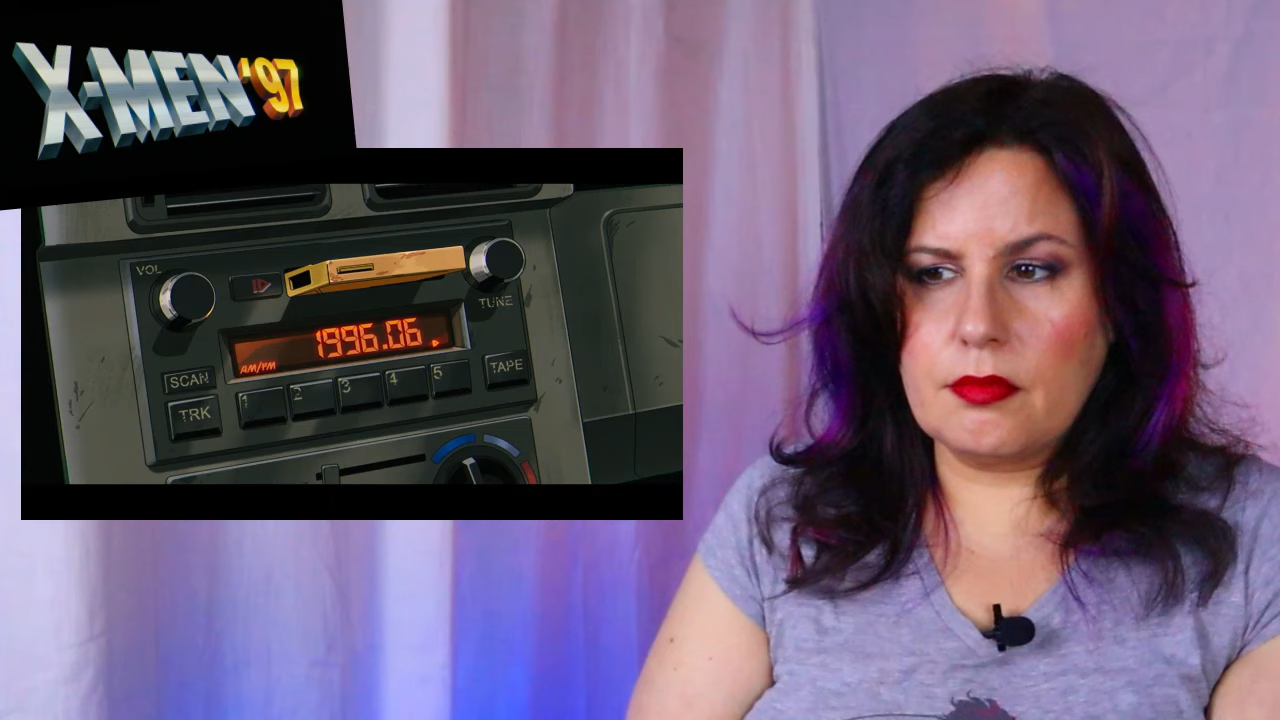 X-MEN'97
VOL
TUNE
1996.06
AM/FM
SCAN
1 2 3 4 5
TAPE
TRK